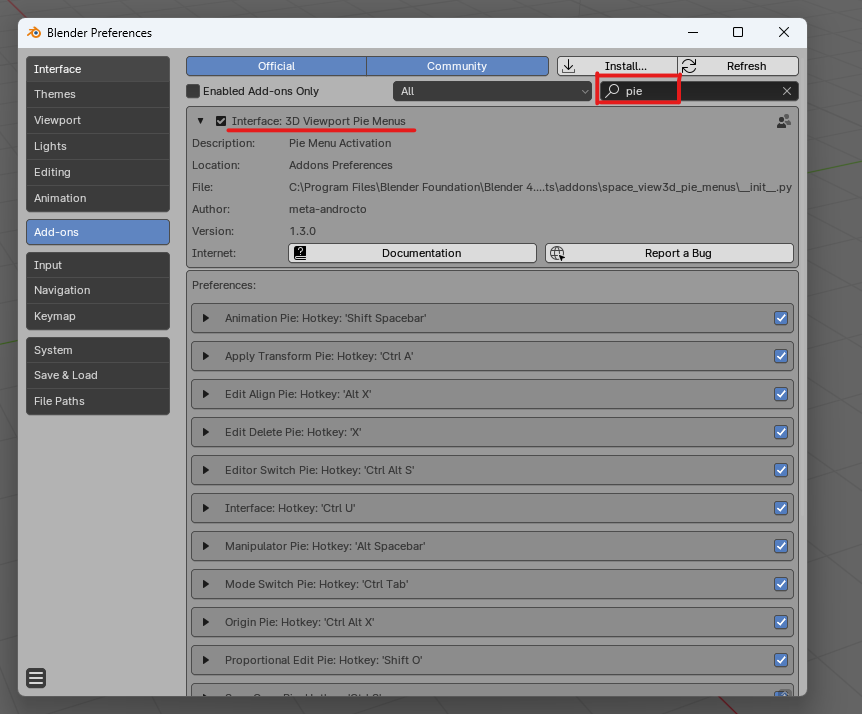 Blender Preferences
Interface
Themes
Viewport
Lights
Editing
Animation
Add-ons
Input
Navigation
Keymap
System
Save & Load
File Paths
Official Community Install... Refresh
Enabled Add-ons Only All pie
Interface: 3D Viewport Pie Menus
Description: Pie Menu Activation
Location: Addons Preferences
File: C:\Program Files\Blender Foundation\Blender 4....ts\addons\space_view3d_pie_menus\__init__.py
Author: meta-androcto
Version: 1.3.0
Internet: Documentation Report a Bug
Preferences:
Animation Pie: Hotkey: 'Shift Spacebar'
Apply Transform Pie: Hotkey: 'Ctrl A'
Edit Align Pie: Hotkey: 'Alt X'
Edit Delete Pie: Hotkey: 'X'
Editor Switch Pie: Hotkey: 'Ctrl Alt S'
Interface: Hotkey: 'Ctrl U'
Manipulator Pie: Hotkey: 'Alt Spacebar'
Mode Switch Pie: Hotkey: 'Ctrl Tab'
Origin Pie: Hotkey: 'Ctrl Alt X'
Proportional Edit Pie: Hotkey: 'Shift O'